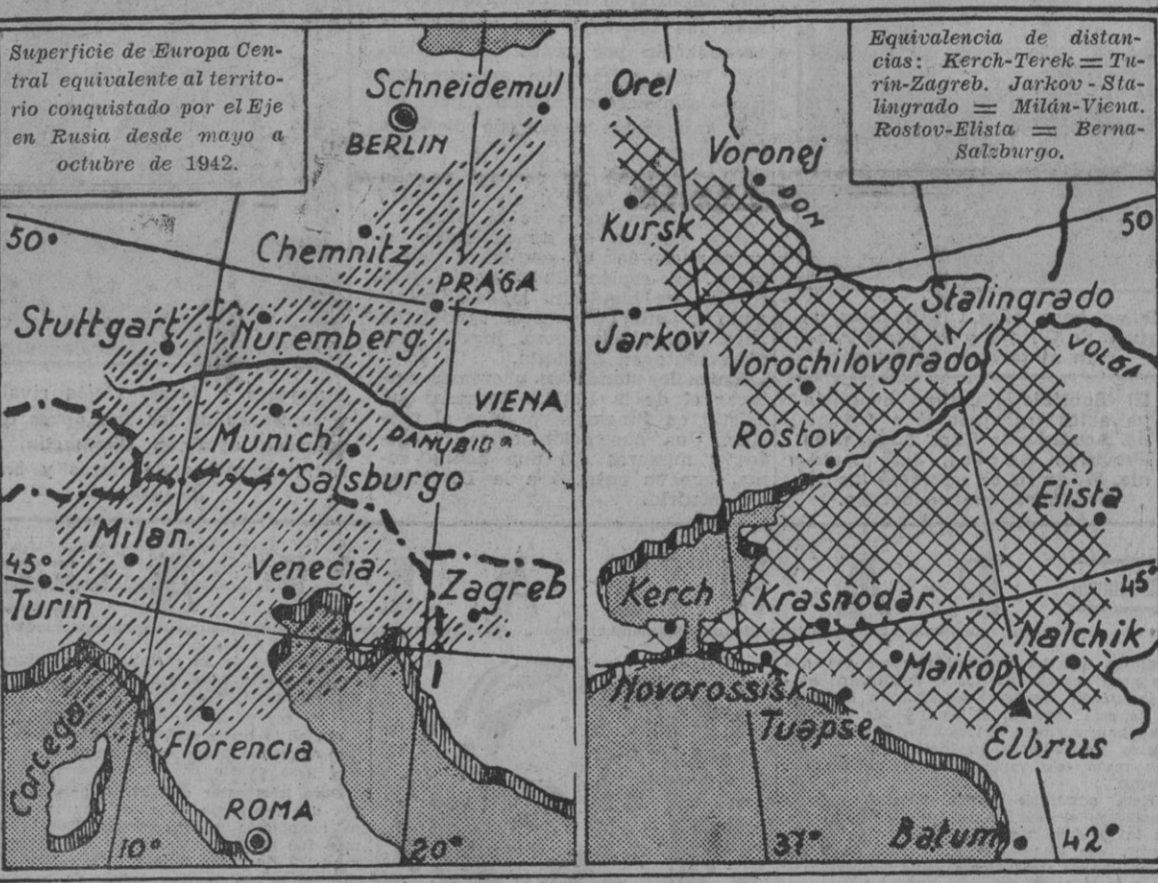 Superficie de Europa Cen-
tral equivalente al territo-
rio conquistado por el Eje
en Rusia desde mayo a
octubre de 1942.
Schneidemul
BERLIN
50°
Chemnitz
PRAGA
Stuttgart
Nuremberg
VIENA
DANUBIO
Munich
Salsburgo
Milan
45°
Turin
Venecia
Zagreb
Corcega
Florencia
ROMA
10°
20°
Equivalencia de distan-
cias: Kerch-Terek = Tu-
rín-Zagreb. Jarkov - Sta-
lingrado = Milán-Viena.
Rostov-Elista = Berna-
Salzburgo.
Orel
Voronej
DON
Kursk
50
Stalingrado
Jarkov
VOLGA
Vorochilovgrado
Rostov
Elista
45°
Kerch
Krasnodar
Nalchik
Maikop
Novorossisk
Tuapse
Elbrus
Batum
37°
42°